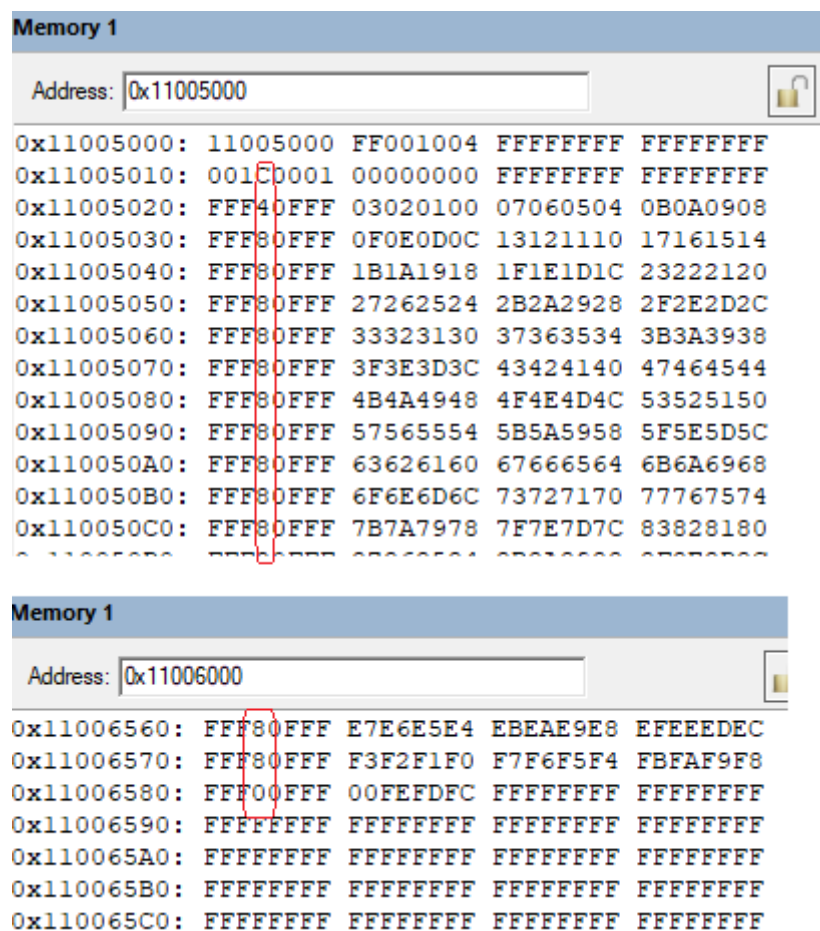 Memory 1
Address: 0x11005000
0x11005000: 11005000 FF001004 FFFFFFFF FFFFFFFF
0x11005010: 001C0001 00000000 FFFFFFFF FFFFFFFF
0x11005020: FFF40FFF 03020100 07060504 0B0A0908
0x11005030: FFF80FFF 0F0E0D0C 13121110 17161514
0x11005040: FFF80FFF 1B1A1918 1F1E1D1C 23222120
0x11005050: FFF80FFF 27262524 2B2A2928 2F2E2D2C
0x11005060: FFF80FFF 33323130 37363534 3B3A3938
0x11005070: FFF80FFF 3F3E3D3C 43424140 47464544
0x11005080: FFF80FFF 4B4A4948 4F4E4D4C 53525150
0x11005090: FFF80FFF 57565554 5B5A5958 5F5E5D5C
0x110050A0: FFF80FFF 63626160 67666564 6B6A6968
0x110050B0: FFF80FFF 6F6E6D6C 73727170 77767574
0x110050C0: FFF80FFF 7B7A7978 7F7E7D7C 83828180
Memory 1
Address: 0x11006000
0x11006560: FFF80FFF E7E6E5E4 EBEAE9E8 EFEEEDEC
0x11006570: FFF80FFF F3F2F1F0 F7F6F5F4 FBFAF9F8
0x11006580: FFF00FFF 00FEFDFC FFFFFFFF FFFFFFFF
0x11006590: FFFFFFFF FFFFFFFF FFFFFFFF FFFFFFFF
0x110065A0: FFFFFFFF FFFFFFFF FFFFFFFF FFFFFFFF
0x110065B0: FFFFFFFF FFFFFFFF FFFFFFFF FFFFFFFF
0x110065C0: FFFFFFFF FFFFFFFF FFFFFFFF FFFFFFFF